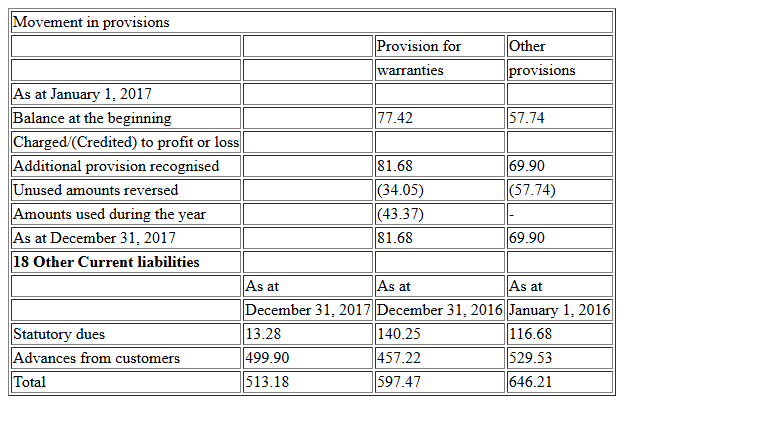 Movement in provisions
Provision for Other
warranties provisions
As at January 1, 2017
Balance at the beginning 77.42 57.74
Charged/(Credited) to profit or loss
Additional provision recognised 81.68 69.90
Unused amounts reversed (34.05) (57.74)
Amounts used during the year (43.37) -
As at December 31, 2017 81.68 69.90
18 Other Current liabilities
As at As at As at
December 31, 2017 December 31, 2016 January 1, 2016
Statutory dues 13.28 140.25 116.68
Advances from customers 499.90 457.22 529.53
Total 513.18 597.47 646.21